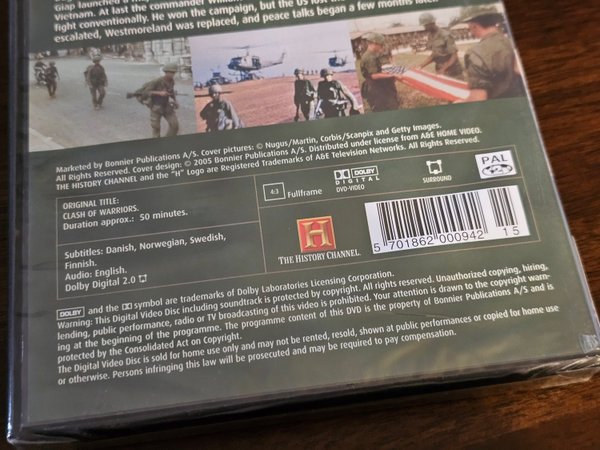 Giap launched a
Vietnam. At last the commander
fight conventionally. He won the campaign, but the US lost
escalated, Westmoreland was replaced, and peace talks began a few months later.
Marketed by Bonnier Publications A/S. Cover pictures: © Nugus/Martin, Corbis/Scanpix and Getty Images.
All Rights Reserved. Cover design: © 2005 Bonnier Publications A/S. Distributed under license from A&E HOME VIDEO.
THE HISTORY CHANNEL and the "H" Logo are Registered Trademarks of A&E Television Networks. All Rights Reserved.
ORIGINAL TITLE:
CLASH OF WARRIORS.
Duration approx.: 50 minutes.
Subtitles: Danish, Norwegian, Swedish,
Finnish.
Audio: English.
Dolby Digital 2.0
4:3
Fullframe
DOLBY
DIGITAL
DVD-VIDEO
SURROUND
PAL
2
H
THE HISTORY CHANNEL
5 701862 000942 15
DOLBY and the symbol are trademarks of Dolby Laboratories Licensing Corporation.
Warning: This Digital Video Disc including soundtrack is protected by copyright. All rights reserved. Unauthorized copying, hiring,
lending, public performance, radio or TV broadcasting of this video is prohibited. Your attention is drawn to the copyright warn-
ing at the beginning of the programme. The programme content of this DVD is the property of Bonnier Publications A/S and is
protected by the Consolidated Act on Copyright.
The Digital Video Disc is sold for home use only and may not be rented, resold, shown at public performances or copied for home use
or otherwise. Persons infringing this law will be prosecuted and may be required to pay compensation.